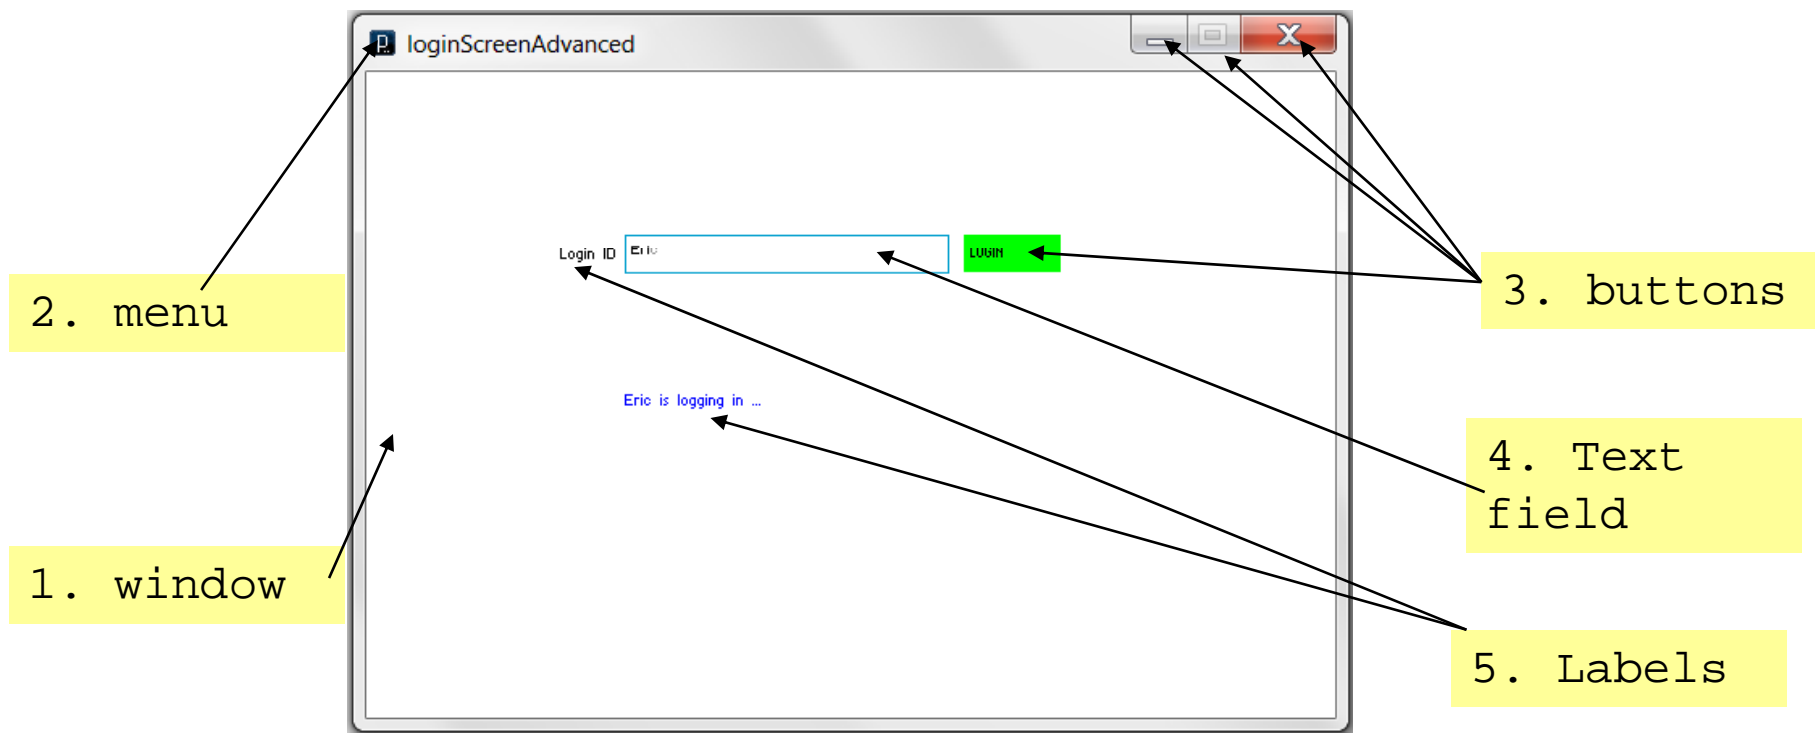 loginScreenAdvanced
Login ID
Eric
LOGIN
2. menu
3. buttons
Eric is logging in ...
4. Text
field
1. window
5. Labels